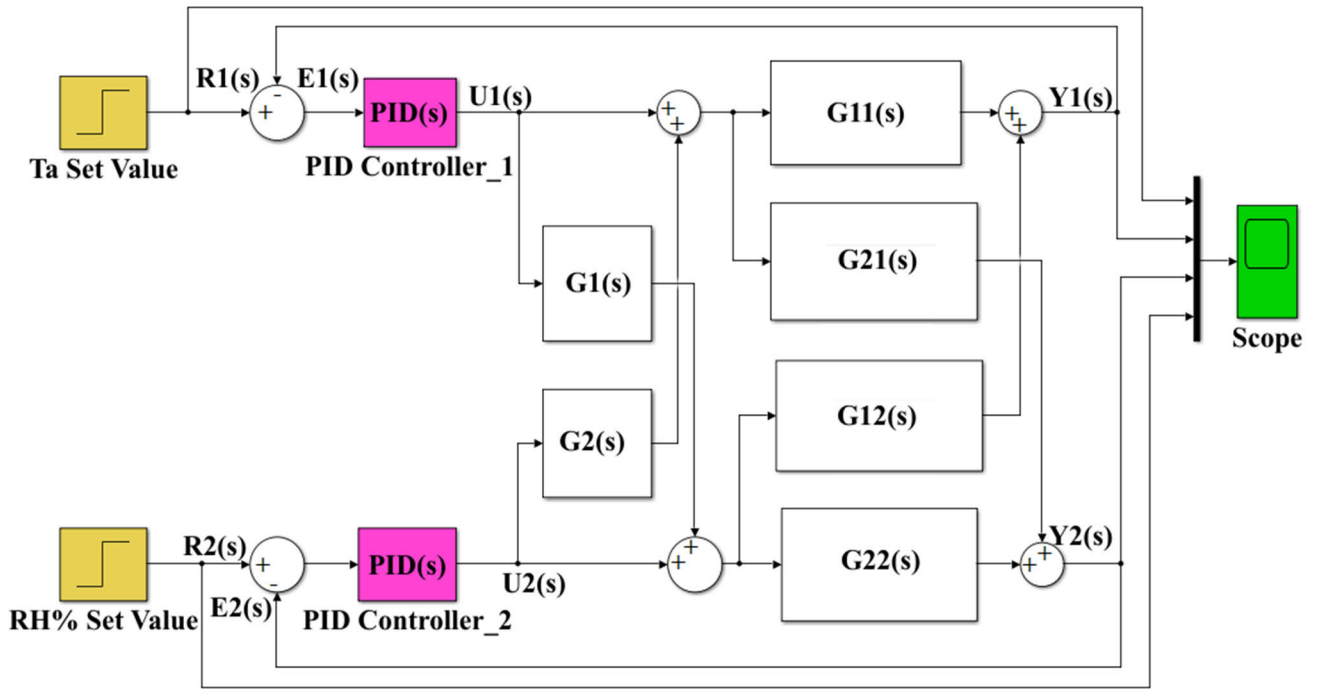 R1(s)
E1(s)
-
+
PID(s)
U1(s)
+
+
G11(s)
+
+
Y1(s)
Ta Set Value
PID Controller_1
G1(s)
G21(s)
Scope
G2(s)
G12(s)
R2(s)
+
-
E2(s)
PID(s)
U2(s)
+
+
G22(s)
+
+
Y2(s)
RH% Set Value
PID Controller_2